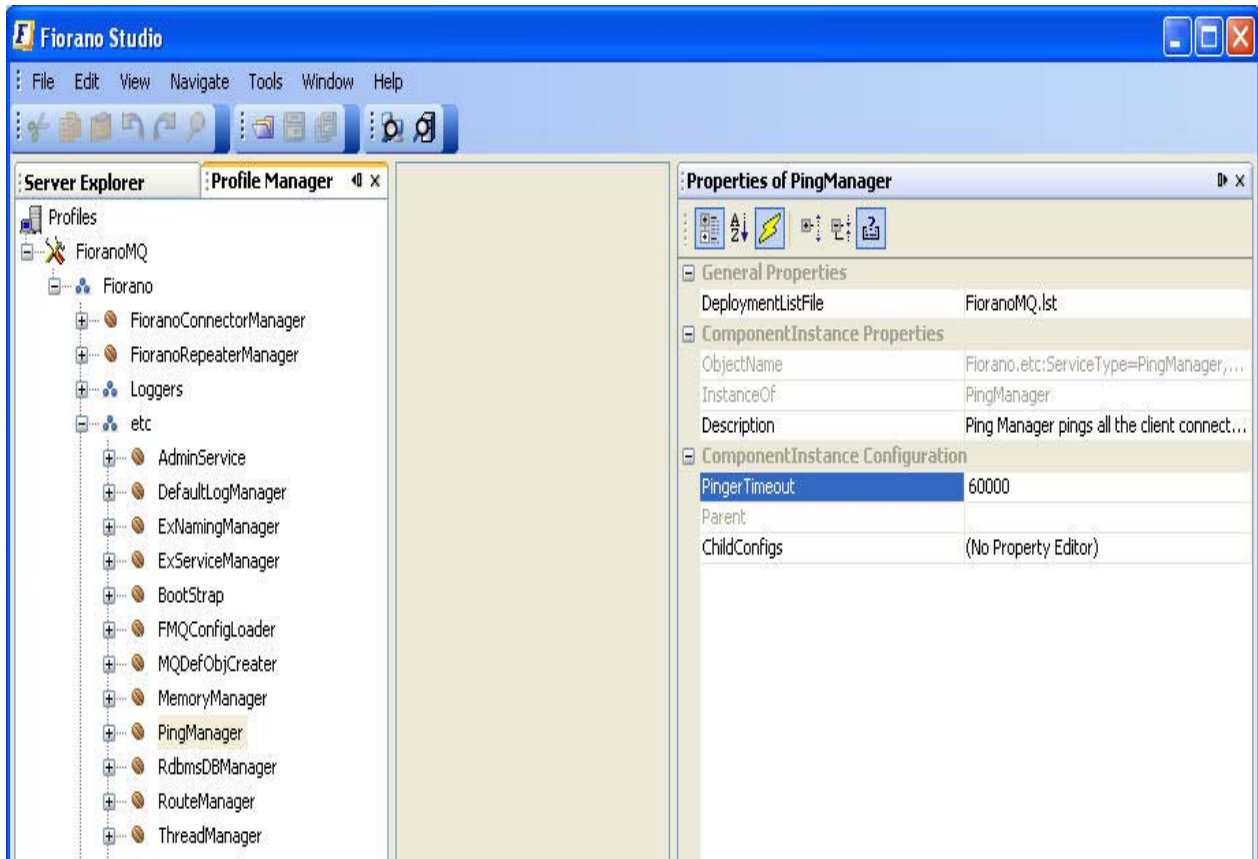 Fiorano Studio
File Edit View Navigate Tools Window Help
Server Explorer
Profile Manager
Profiles
FioranoMQ
Fiorano
FioranoConnectorManager
FioranoRepeaterManager
Loggers
etc
AdminService
DefaultLogManager
ExNamingManager
ExServiceManager
BootStrap
FMQConfigLoader
MQDefObjCreater
MemoryManager
PingManager
RdbmsDBManager
RouteManager
ThreadManager
Properties of PingManager
General Properties
DeploymentListFile FioranoMQ.lst
ComponentInstance Properties
ObjectName Fiorano.etc:ServiceType=PingManager,...
InstanceOf PingManager
Description Ping Manager pings all the client connect...
ComponentInstance Configuration
PingerTimeout 60000
Parent
ChildConfigs (No Property Editor)